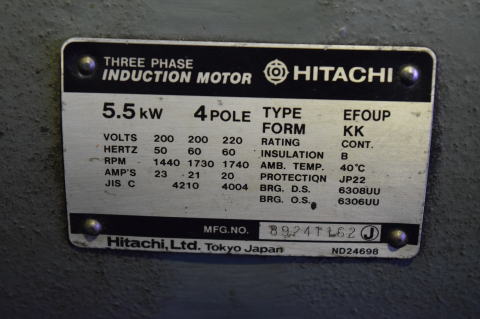 THREE PHASE
INDUCTION MOTOR HITACHI
5.5 kW 4 POLE TYPE EFOUP
FORM KK
VOLTS 200 200 220 RATING CONT.
HERTZ 50 60 60 INSULATION B
RPM 1440 1730 1740 AMB. TEMP. 40°C
AMP'S 23 21 20 PROTECTION JP22
JIS C 4210 4004 BRG. D.S. 6308UU
BRG. O.S. 6306UU
MFG.NO. J
Hitachi, Ltd. Tokyo Japan ND24698